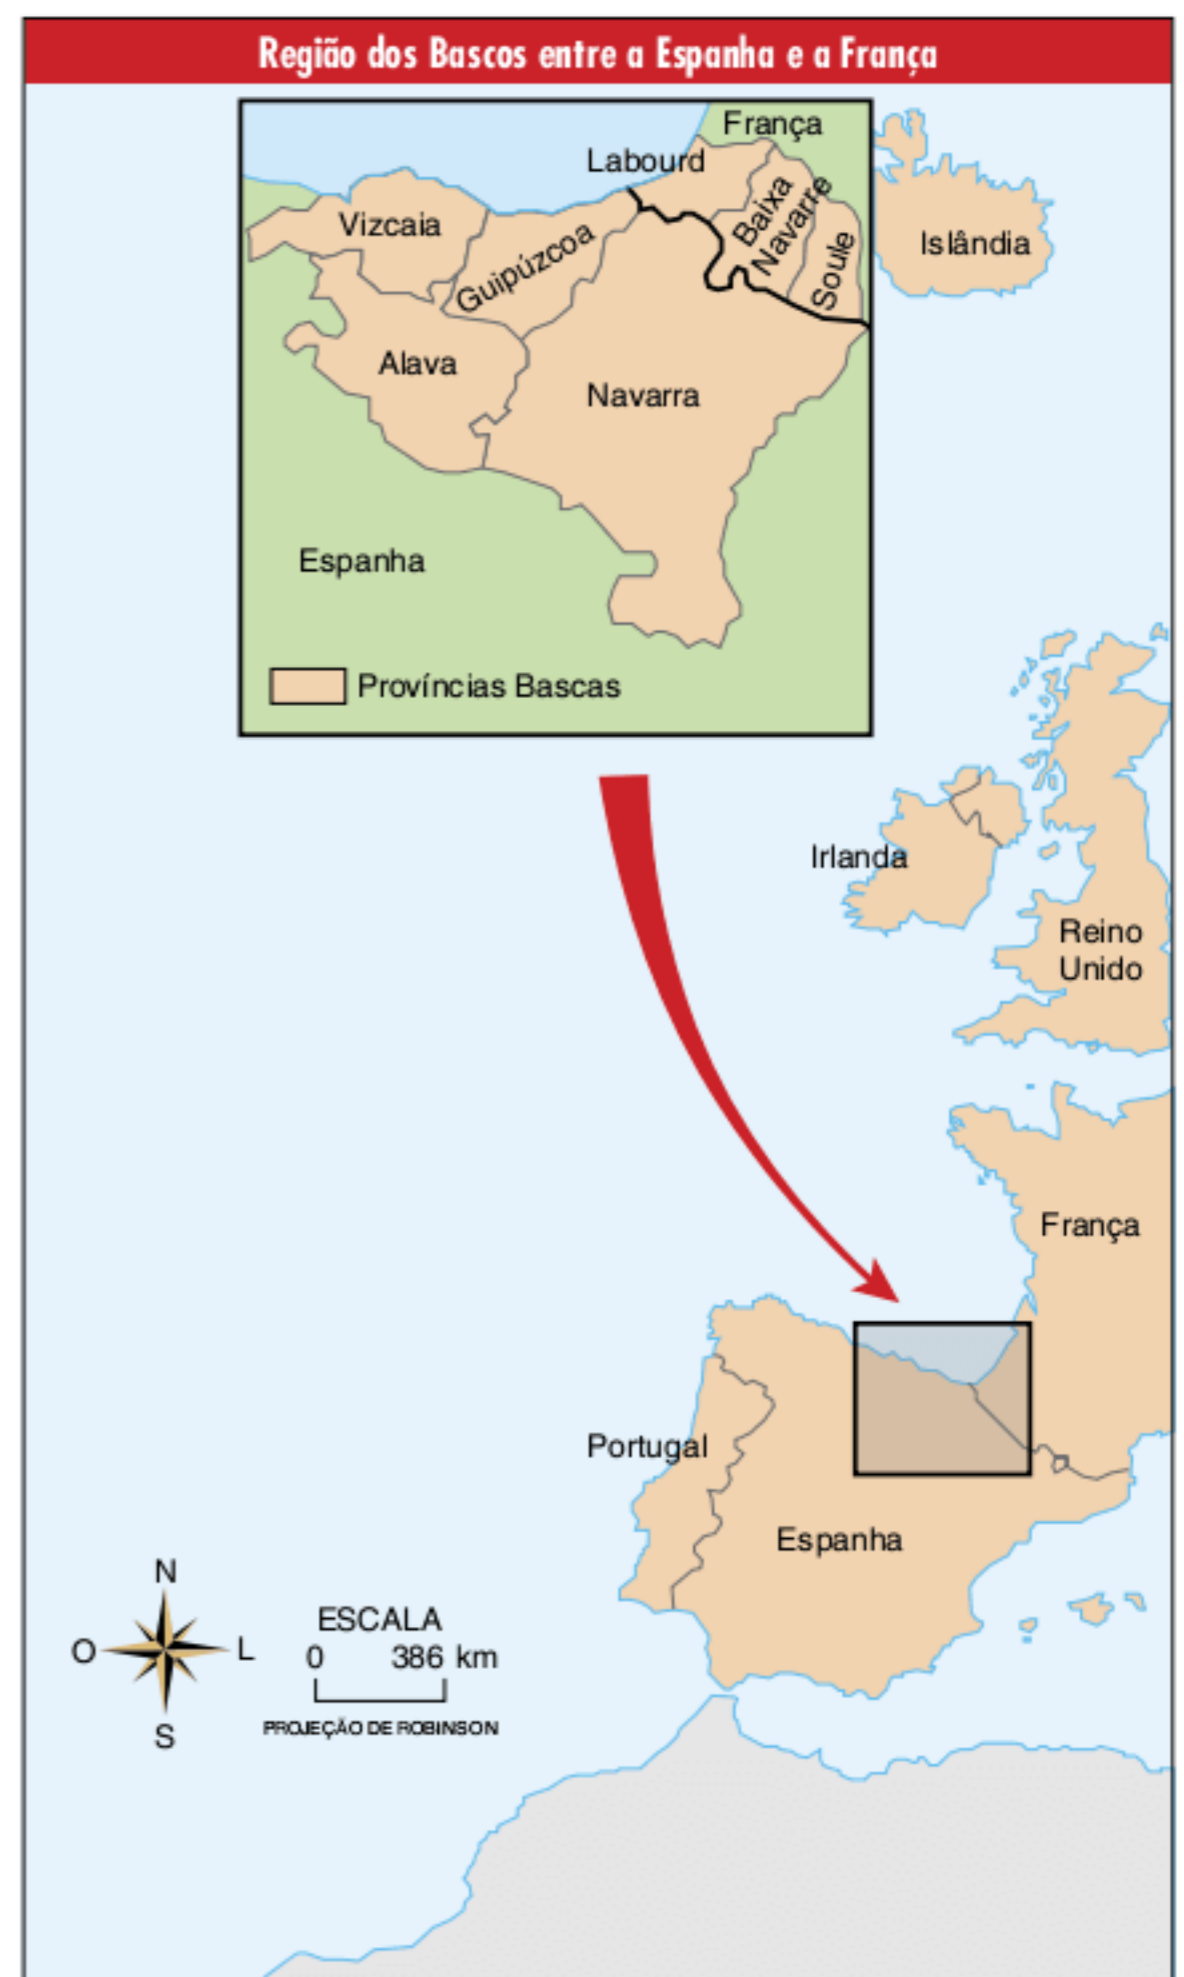 Região dos Bascos entre a Espanha e a França
França
Labourd
Baixa
Navarre
Soule
Vizcaia
Guipúzcoa
Alava
Navarra
Espanha
Províncias Bascas
Islândia
Irlanda
Reino
Unido
França
Portugal
Espanha
N
O
L
S
ESCALA
0 386 km
PROJEÇÃO DE ROBINSON